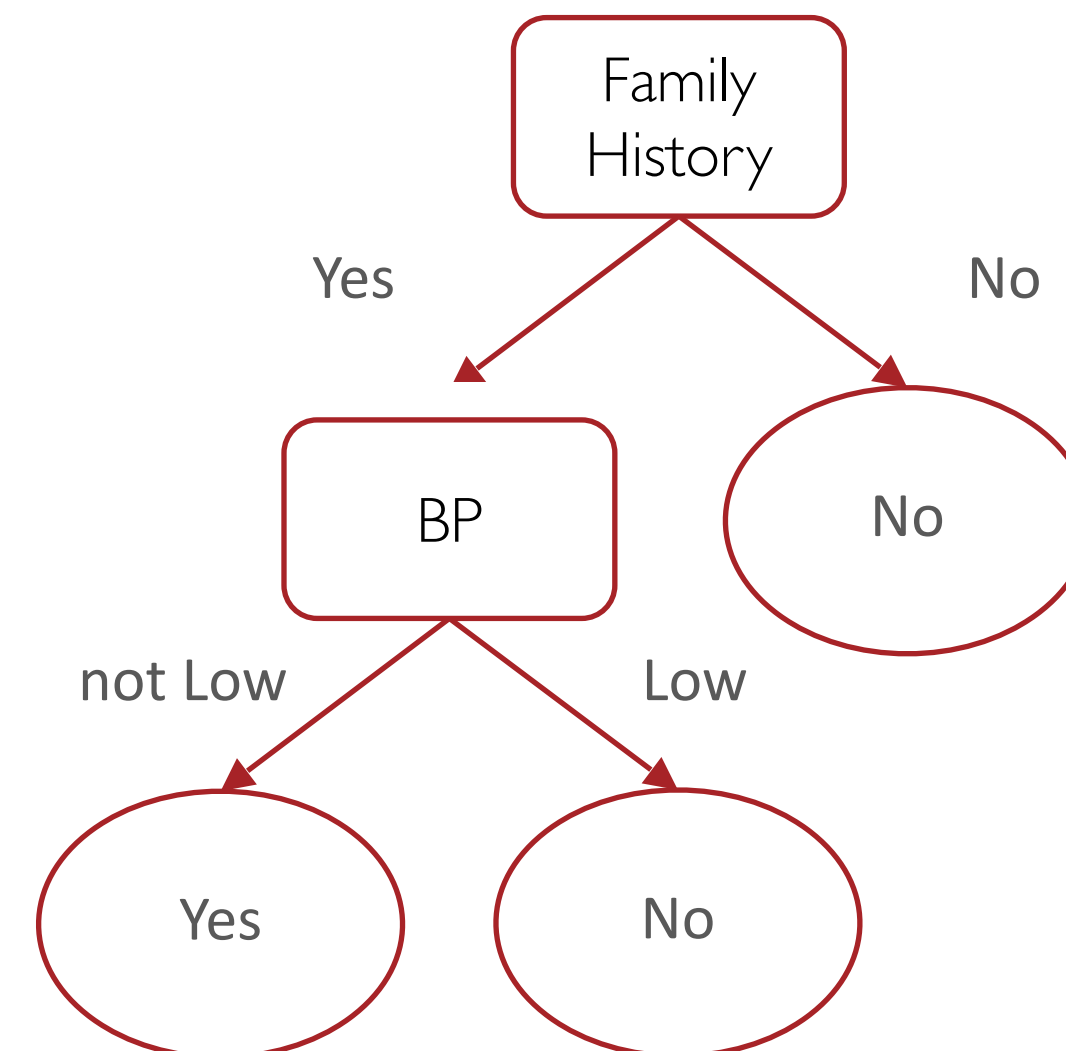 Family
History
Yes
No
BP
No
not Low
Low
Yes
No